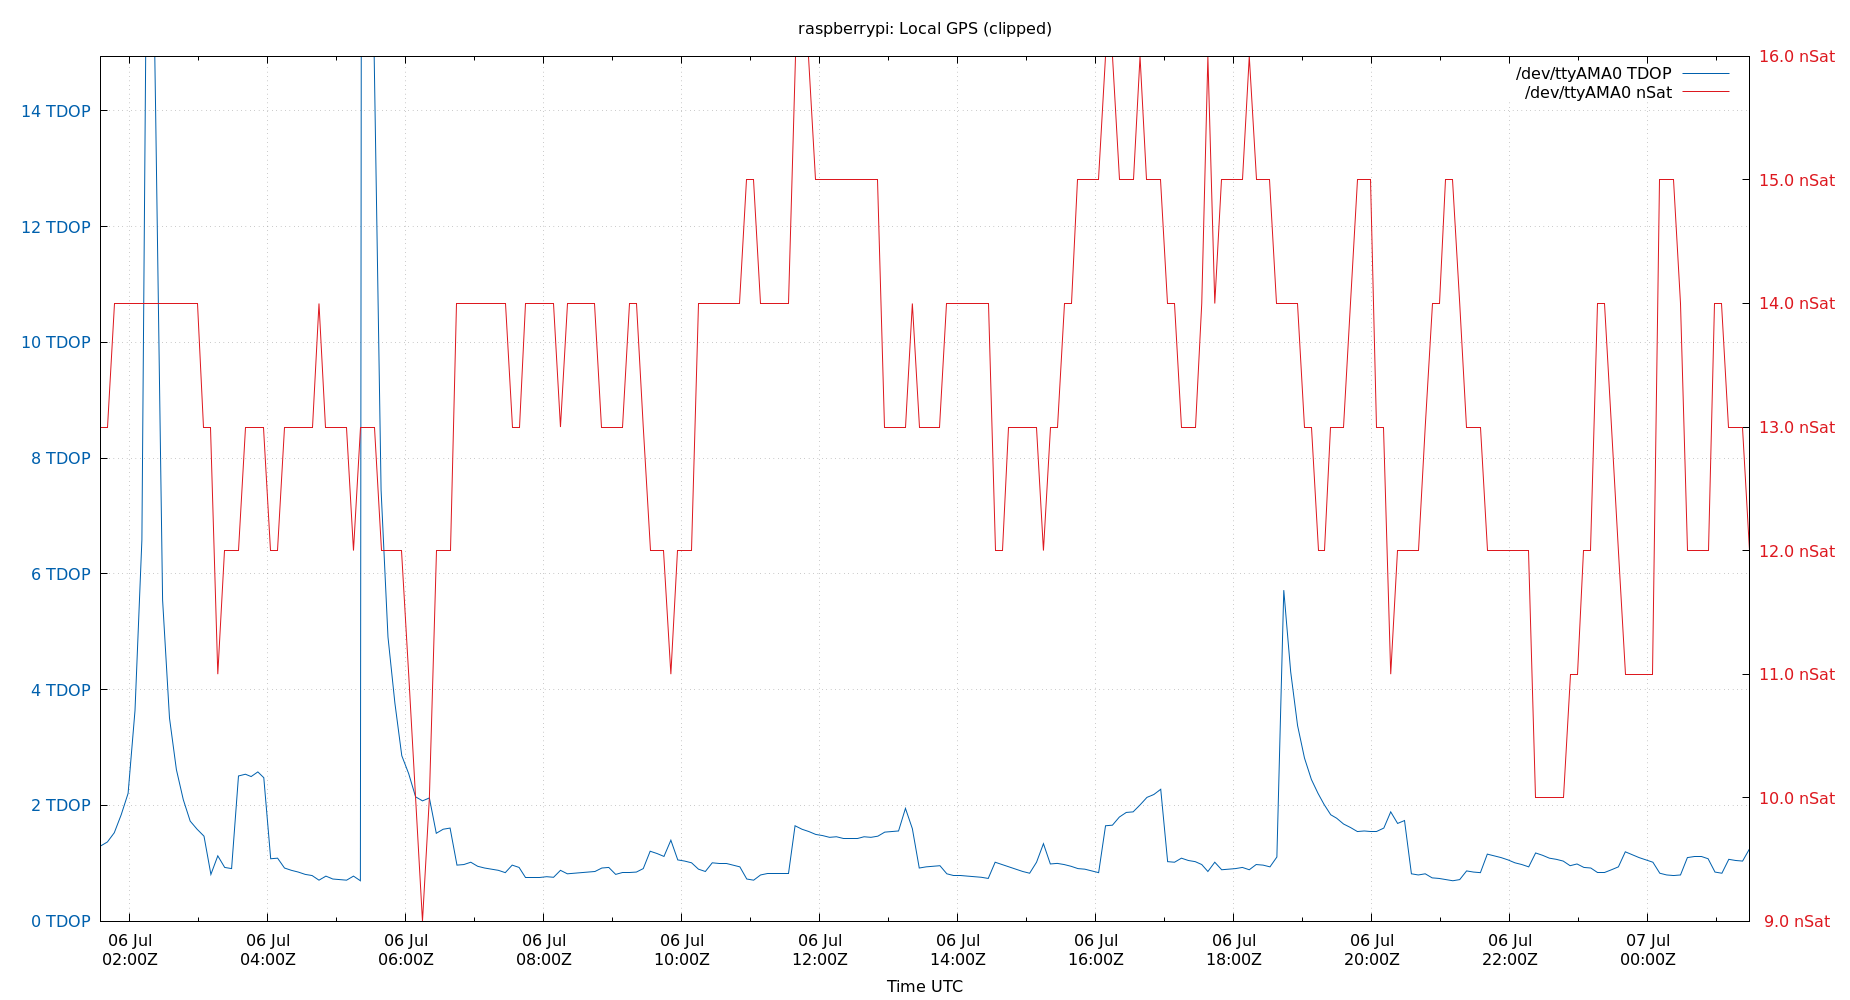 raspberrypi: Local GPS (clipped)
/dev/ttyAMA0 TDOP
/dev/ttyAMA0 nSat
14 TDOP
12 TDOP
10 TDOP
8 TDOP
6 TDOP
4 TDOP
2 TDOP
0 TDOP
16.0 nSat
15.0 nSat
14.0 nSat
13.0 nSat
12.0 nSat
11.0 nSat
10.0 nSat
9.0 nSat
06 Jul 06 Jul 06 Jul 06 Jul 06 Jul 06 Jul 06 Jul 06 Jul 06 Jul 06 Jul 06 Jul 07 Jul
02:00Z 04:00Z 06:00Z 08:00Z 10:00Z 12:00Z 14:00Z 16:00Z 18:00Z 20:00Z 22:00Z 00:00Z
Time UTC